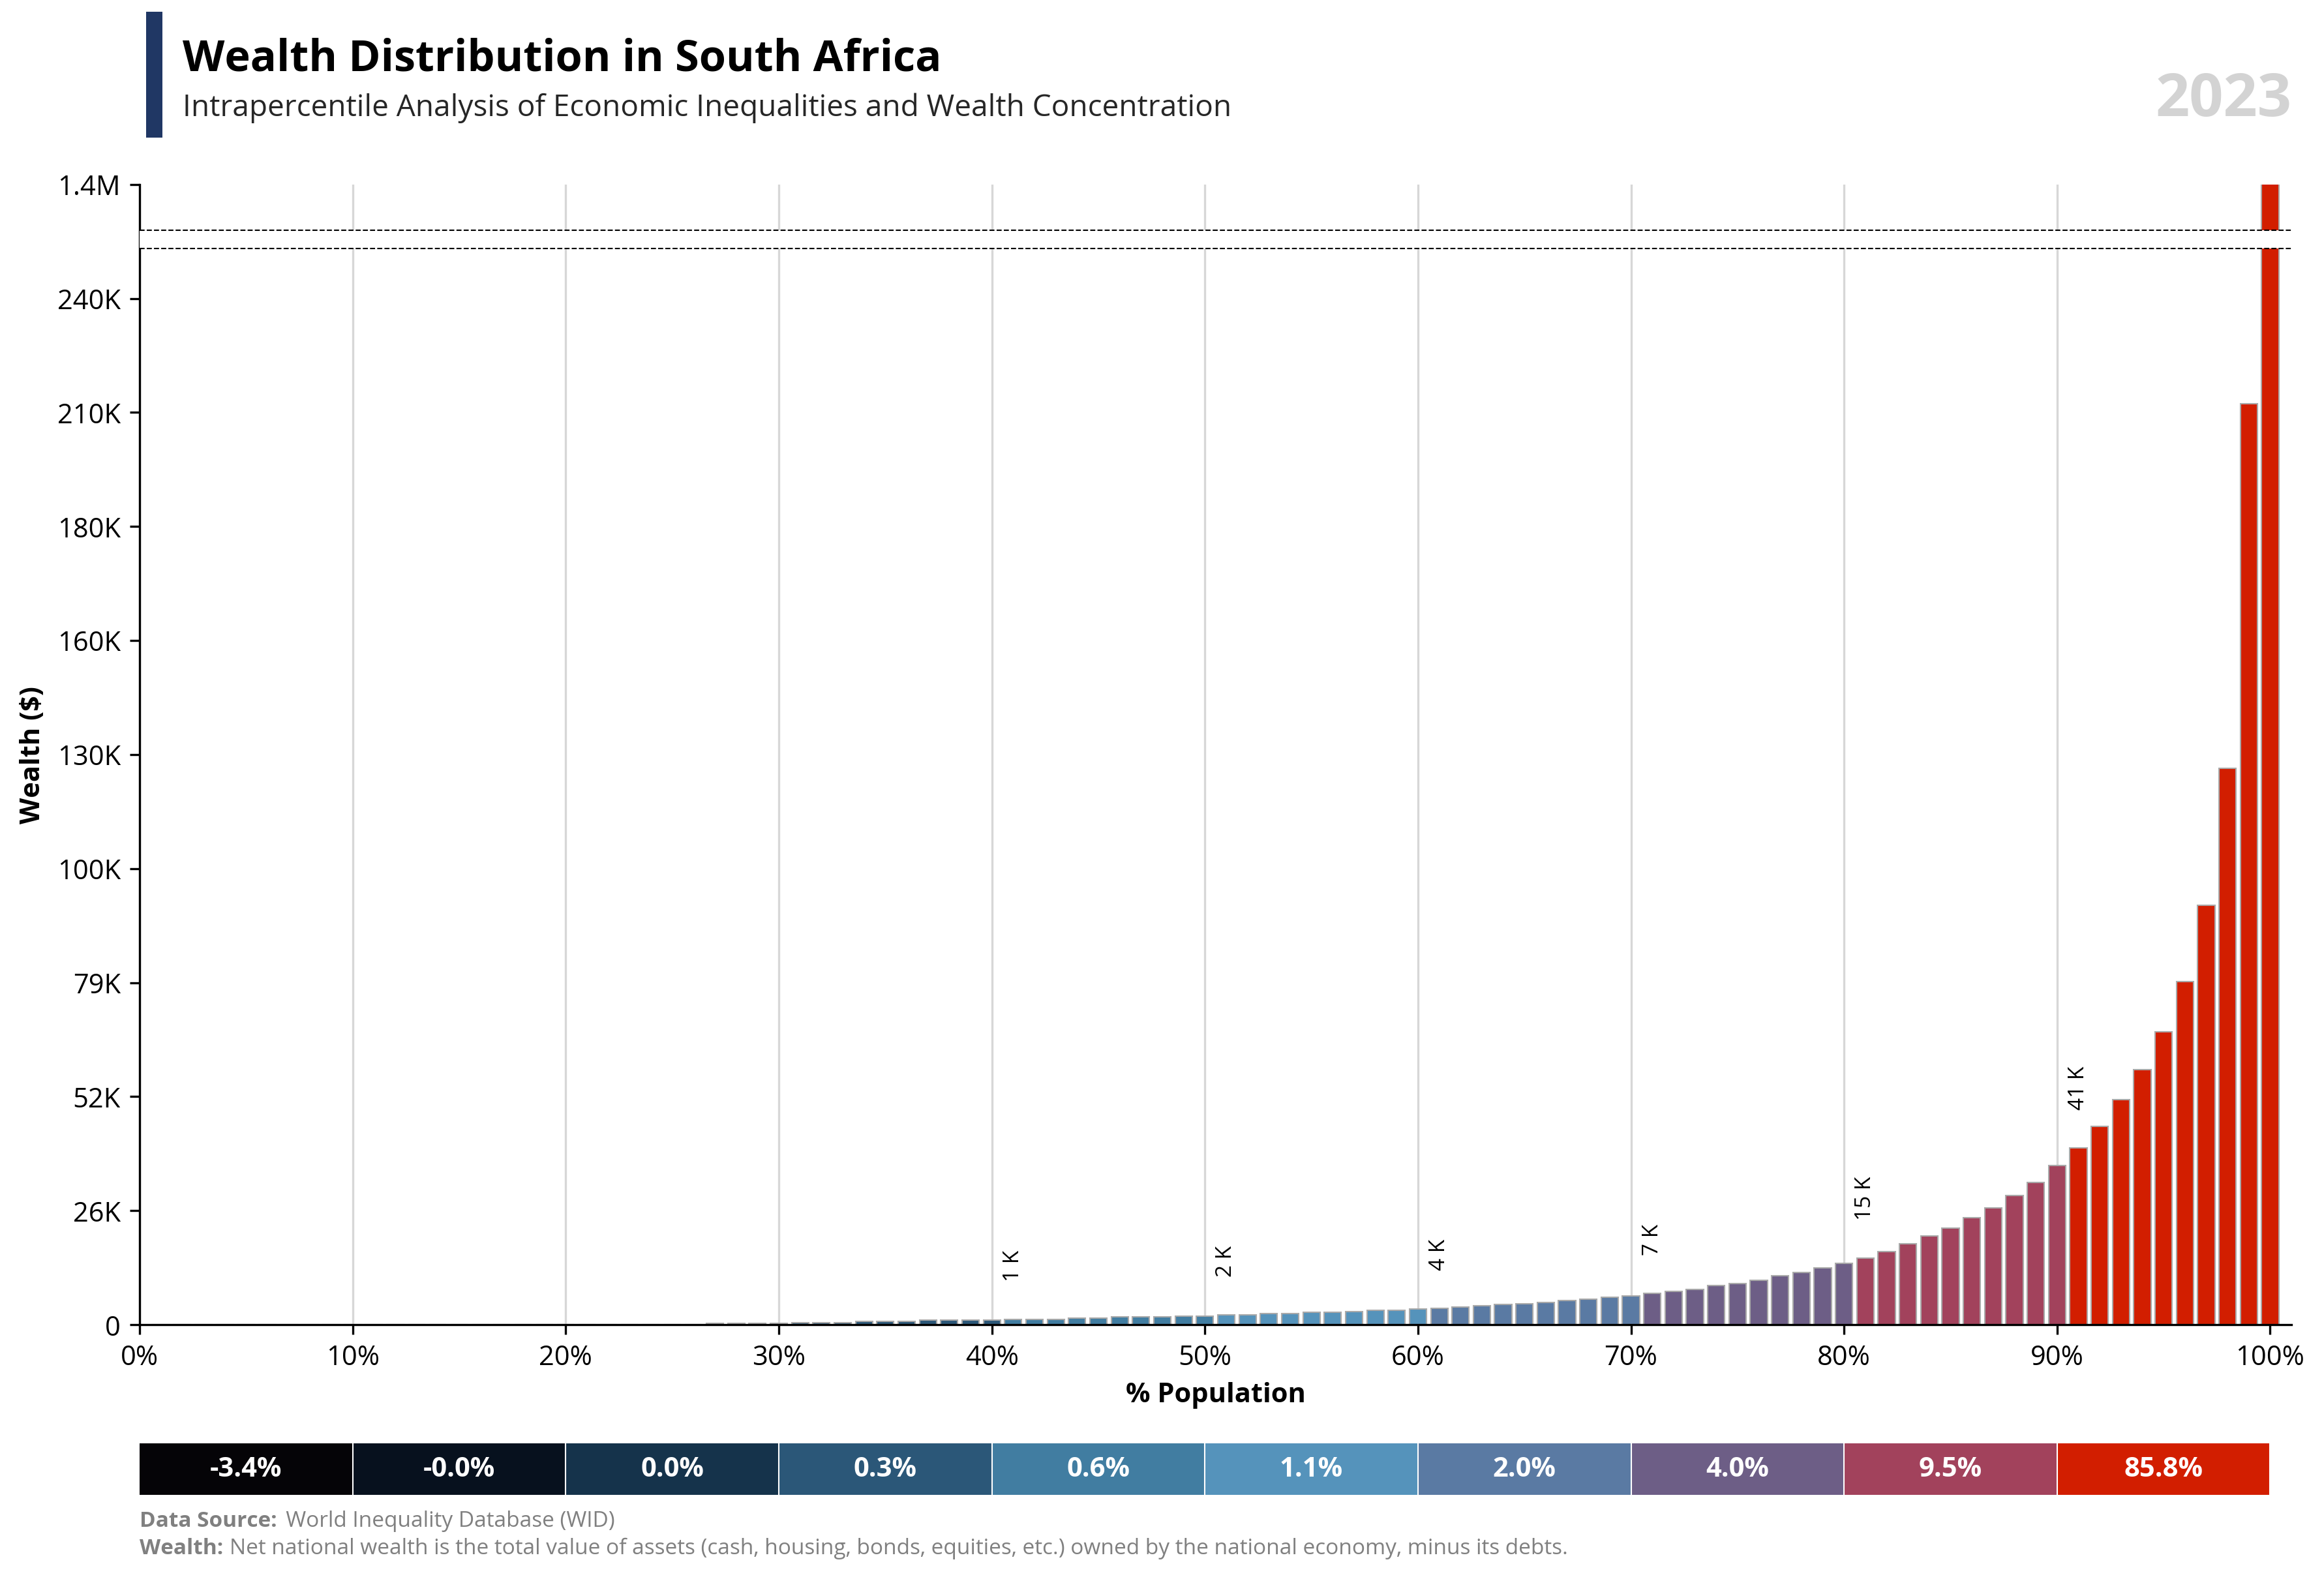 Wealth Distribution in South Africa
Intrapercentile Analysis of Economic Inequalities and Wealth Concentration
2023
1.4M
240K
210K
180K
160K
130K
100K
79K
52K
26K
0
Wealth ($)
1 K
2 K
4 K
7 K
15 K
41 K
0% 10% 20% 30% 40% 50% 60% 70% 80% 90% 100%
% Population
-3.4% -0.0% 0.0% 0.3% 0.6% 1.1% 2.0% 4.0% 9.5% 85.8%
Data Source: World Inequality Database (WID)
Wealth: Net national wealth is the total value of assets (cash, housing, bonds, equities, etc.) owned by the national economy, minus its debts.